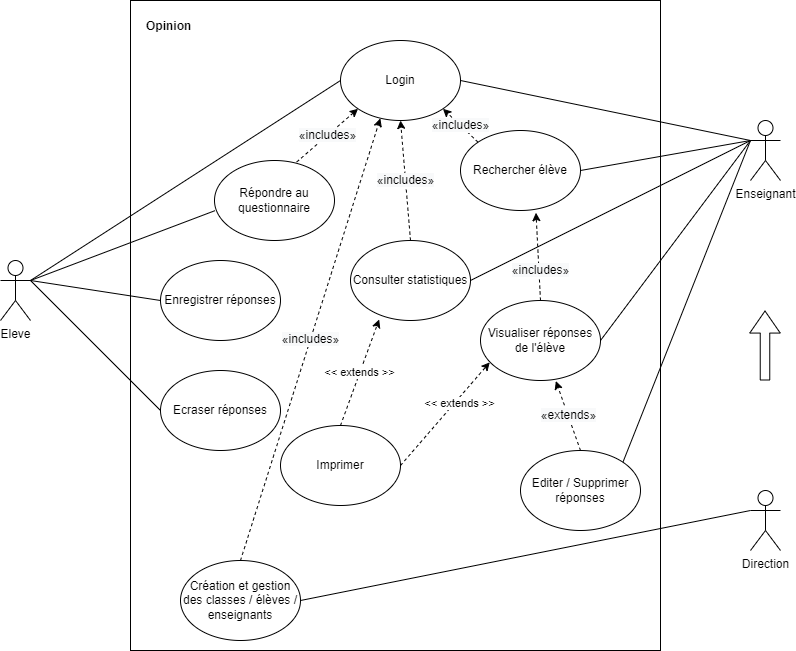 Opinion
Login
«includes»
«includes»
Rechercher élève
Répondre au
questionnaire
«includes»
Enseignant
Eleve
Enregistrer réponses
Consulter statistiques
«includes»
Visualiser réponses
de l'élève
«includes»
<< extends >>
<< extends >>
«extends»
Ecraser réponses
Imprimer
Editer / Supprimer
réponses
Direction
Création et gestion
des classes / élèves /
enseignants